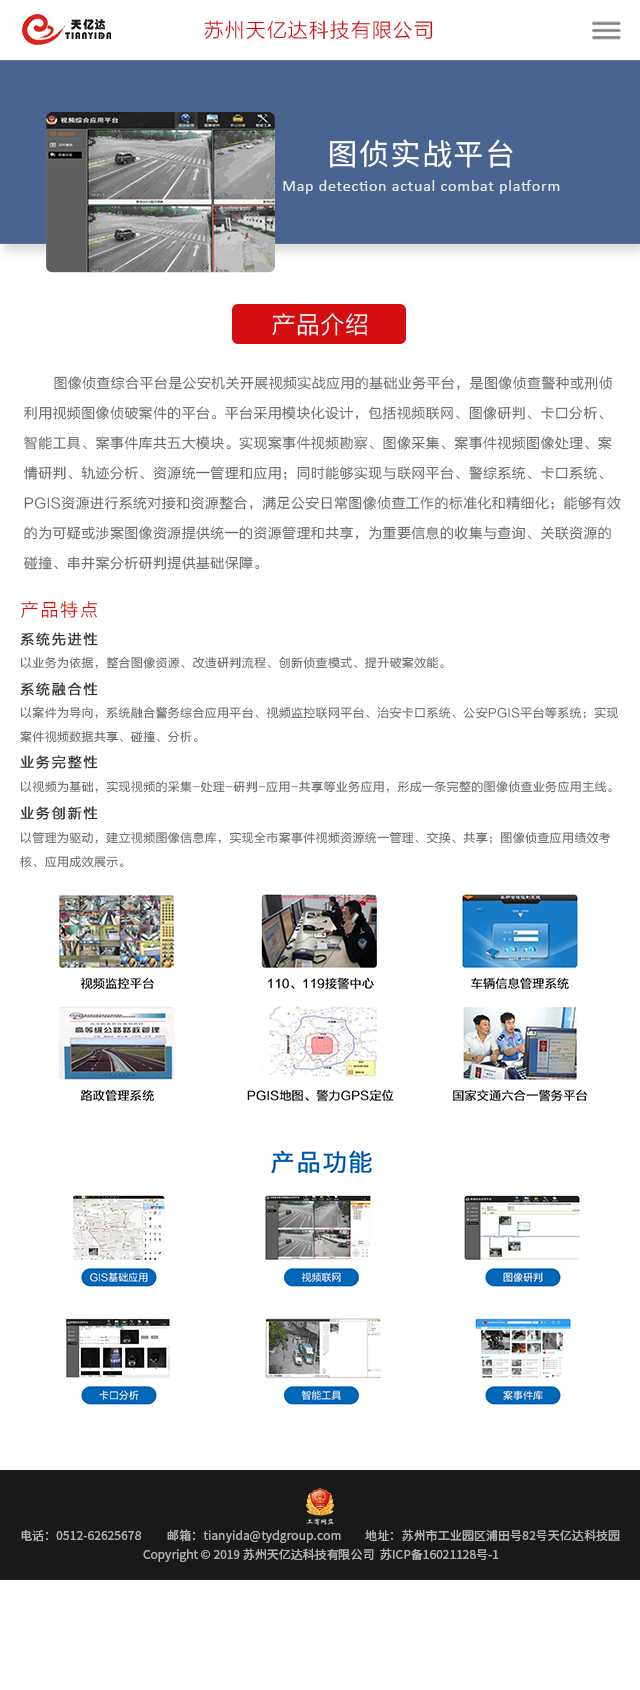 天亿达
TIANYIDA
苏州天亿达科技有限公司
视频综合应用平台
图侦实战平台
Map detection actual combat platform
产品介绍
图像侦查综合平台是公安机关开展视频实战应用的基础业务平台，是图像侦查警种或刑侦
利用视频图像侦破案件的平台。平台采用模块化设计，包括视频联网、图像研判、卡口分析、
智能工具、案事件库共五大模块。实现案事件视频勘察、图像采集、案事件视频图像处理、案
情研判、轨迹分析、资源统一管理和应用；同时能够实现与联网平台、警综系统、卡口系统、
PGIS资源进行系统对接和资源整合，满足公安日常图像侦查工作的标准化和精细化；能够有效
的为可疑或涉案图像资源提供统一的资源管理和共享，为重要信息的收集与查询、关联资源的
碰撞、串并案分析研判提供基础保障。
产品特点
系统先进性
以业务为依据，整合图像资源、改造研判流程、创新侦查模式、提升破案效能。
系统融合性
以案件为导向，系统融合警务综合应用平台、视频监控联网平台、治安卡口系统、公安PGIS平台等系统；实现
案件视频数据共享、碰撞、分析。
业务完整性
以视频为基础，实现视频的采集-处理-研判-应用-共享等业务应用，形成一条完整的图像侦查业务应用主线。
业务创新性
以管理为驱动，建立视频图像信息库，实现全市案事件视频资源统一管理、交换、共享；图像侦查应用绩效考
核、应用成效展示。
视频监控平台
110、119接警中心
车辆信息管理系统
高等级公路路政管理
路政管理系统
PGIS地图、警力GPS定位
国家交通六合一警务平台
产品功能
GIS基础应用
视频联网
图像研判
卡口分析
智能工具
案事件库
工商网监
电话：0512-62625678 邮箱：tianyida@tydgroup.com 地址：苏州市工业园区浦田号82号天亿达科技园
Copyright © 2019 苏州天亿达科技有限公司 苏ICP备16021128号-1